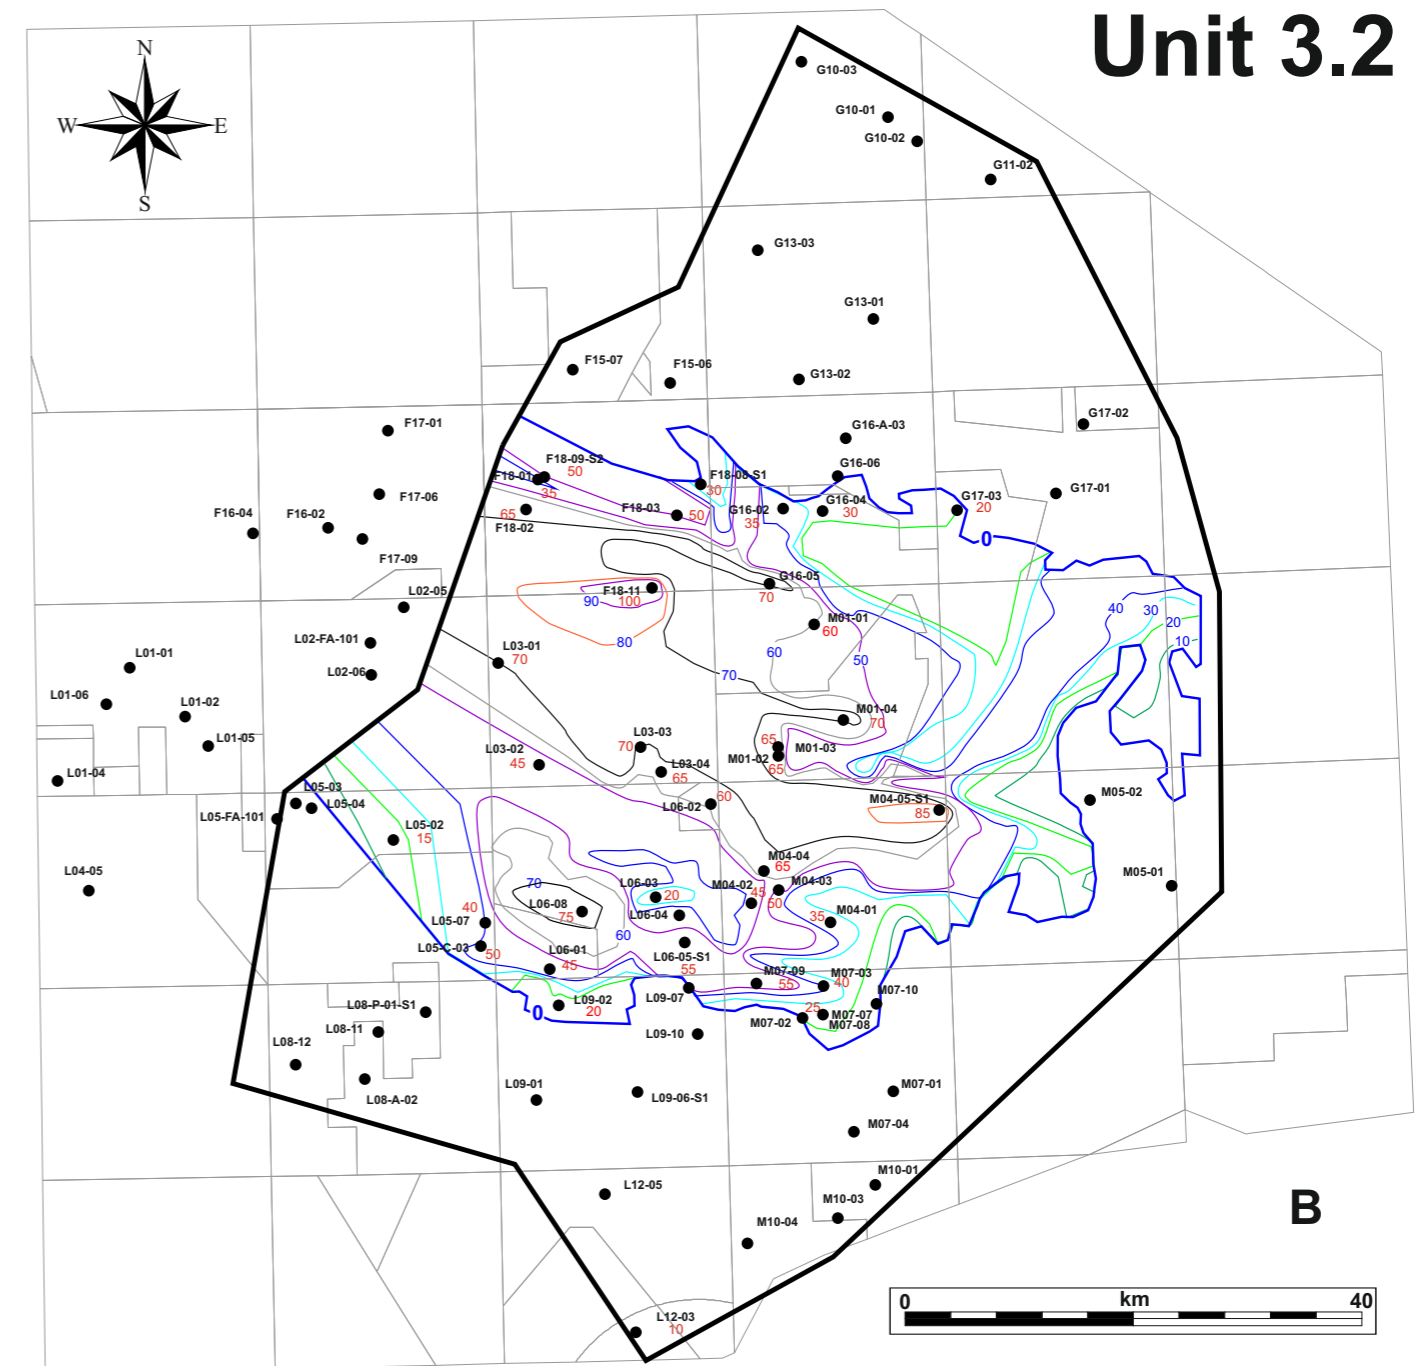 Unit 3.2
N
W
E
S
G10-03
G10-01
G10-02
G11-02
G13-03
G13-01
F15-07
F15-06
G13-02
F17-01
G17-02
G16-A-03
F18-09-S2
50
F18-01
35
F18-08-S1
30
G16-06
F17-06
G17-01
G17-03
20
F16-04
F16-02
65
F18-02
F18-03
50
G16-02
35
G16-04
30
0
F17-09
L02-05
F18-11
90
100
G16-05
70
80
M01-01
60
40
30
20
10
L02-FA-101
L03-01
70
60
50
L01-01
L02-06
70
L01-06
L01-02
M01-04
70
L01-05
L03-02
45
L03-03
70
65
M01-03
M01-02
65
L01-04
L03-04
65
L05-03
L05-04
L05-FA-101
60
L06-02
M04-05-S1
85
M05-02
L05-02
15
L04-05
M04-04
65
M05-01
70
L06-03
20
M04-02
45
M04-03
50
L06-08
75
L06-04
40
L05-07
35
M04-01
60
L05-C-03
50
L06-01
45
L06-05-S1
55
M07-09
55
M07-03
40
L09-07
M07-10
L08-P-01-S1
0
L09-02
20
25
M07-07
M07-02
M07-08
L08-11
L09-10
L08-12
L08-A-02
L09-01
L09-06-S1
M07-01
M07-04
M10-01
L12-05
M10-03
M10-04
B
0
km
40
L12-03
10